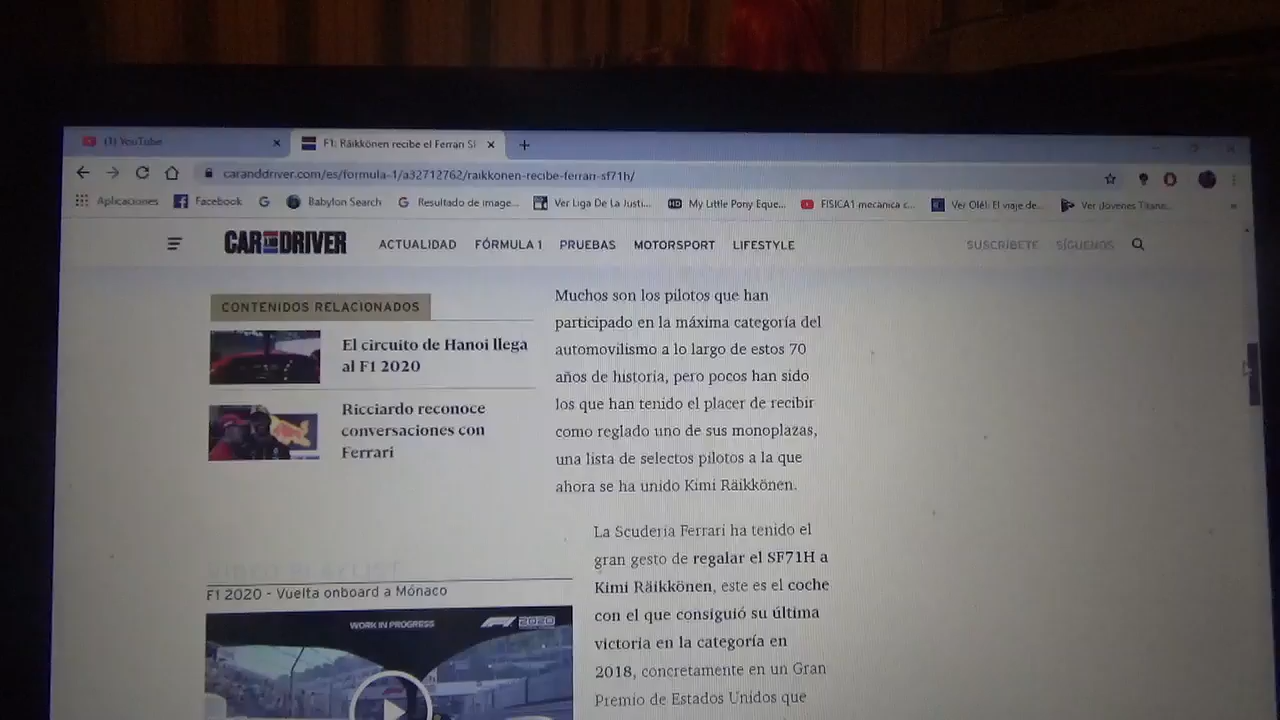 (1) YouTube
F1: Räikkönen recibe el Ferrari SF
caranddriver.com/es/formula-1/a32712762/raikkonen-recibe-ferrari-sf71h/
Aplicaciones
Facebook
Babylon Search
Resultado de image...
Ver Liga De La Justi...
My Little Pony Eque...
FISICA1 mecanica c...
Ver Olé!: El viaje de...
Ver Jóvenes Titane...
CAR AND DRIVER
ACTUALIDAD
FÓRMULA 1
PRUEBAS
MOTORSPORT
LIFESTYLE
SUSCRÍBETE
SÍGUENOS
CONTENIDOS RELACIONADOS
El circuito de Hanoi llega
al F1 2020
Ricciardo reconoce
conversaciones con
Ferrari
VIDEO PLAYLIST
F1 2020 - Vuelta onboard a Mónaco
WORK IN PROGRESS
F1 2020
Muchos son los pilotos que han
participado en la máxima categoría del
automovilismo a lo largo de estos 70
años de historia, pero pocos han sido
los que han tenido el placer de recibir
como reglado uno de sus monoplazas,
una lista de selectos pilotos a la que
ahora se ha unido Kimi Räikkönen.
La Scuderia Ferrari ha tenido el
gran gesto de regalar el SF71H a
Kimi Räikkönen, este es el coche
con el que consiguió su última
victoria en la categoría en
2018, concretamente en un Gran
Premio de Estados Unidos que